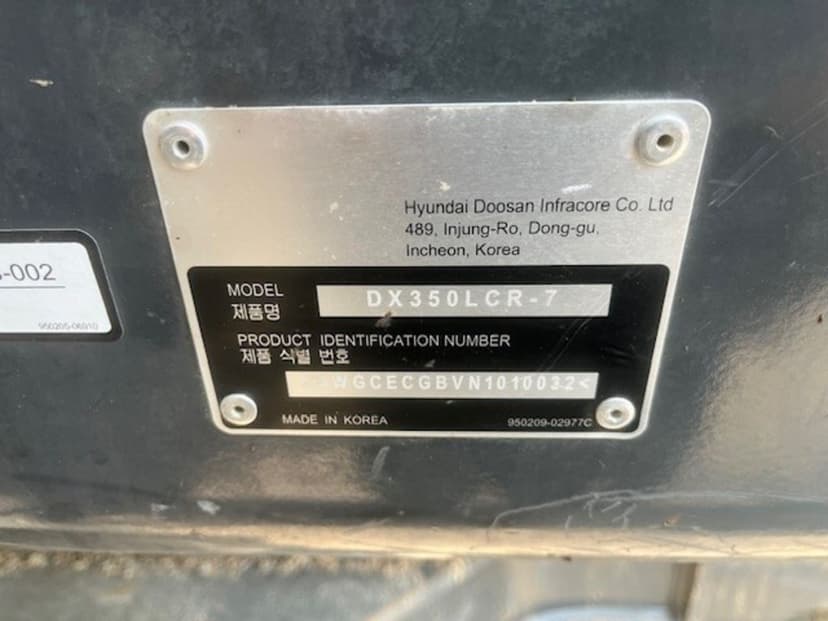 Hyundai Doosan Infracore Co. Ltd
489, Injung-Ro, Dong-gu,
Incheon, Korea
MODEL
제품명
DX350LCR-7
PRODUCT IDENTIFICATION NUMBER
제품 식별 번호
MADE IN KOREA
950209-02977C
-002
950205-06910